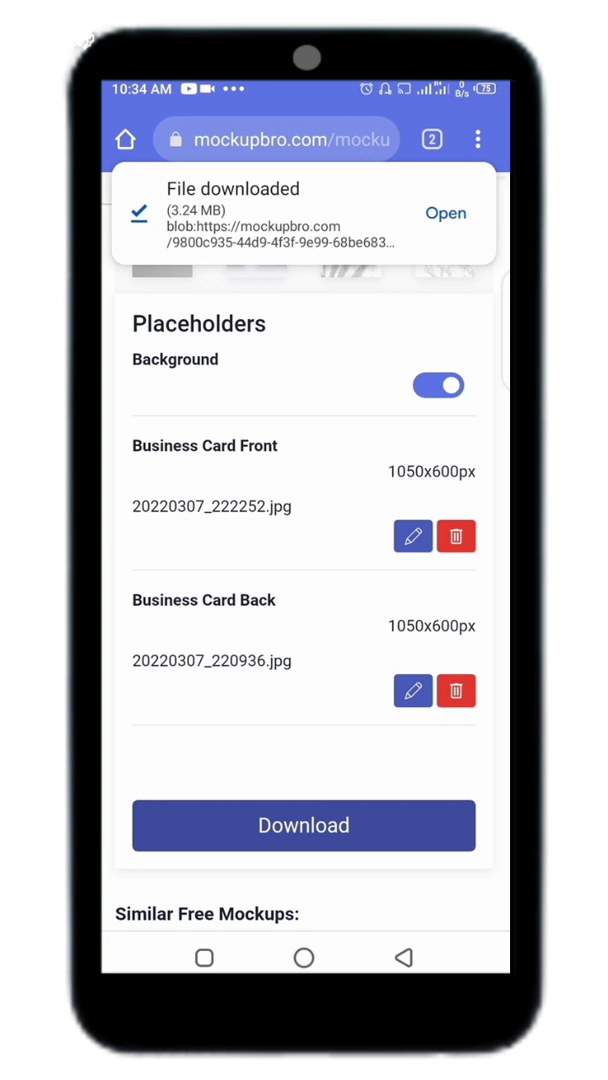 10:34 AM
0 B/s
75
mockupbro.com/mocku
2
File downloaded
(3.24 MB)
blob:https://mockupbro.com
/9800c935-44d9-4f3f-9e99-68be683...
Open
Placeholders
Background
Business Card Front
1050x600px
20220307_222252.jpg
Business Card Back
1050x600px
20220307_220936.jpg
Download
Similar Free Mockups: